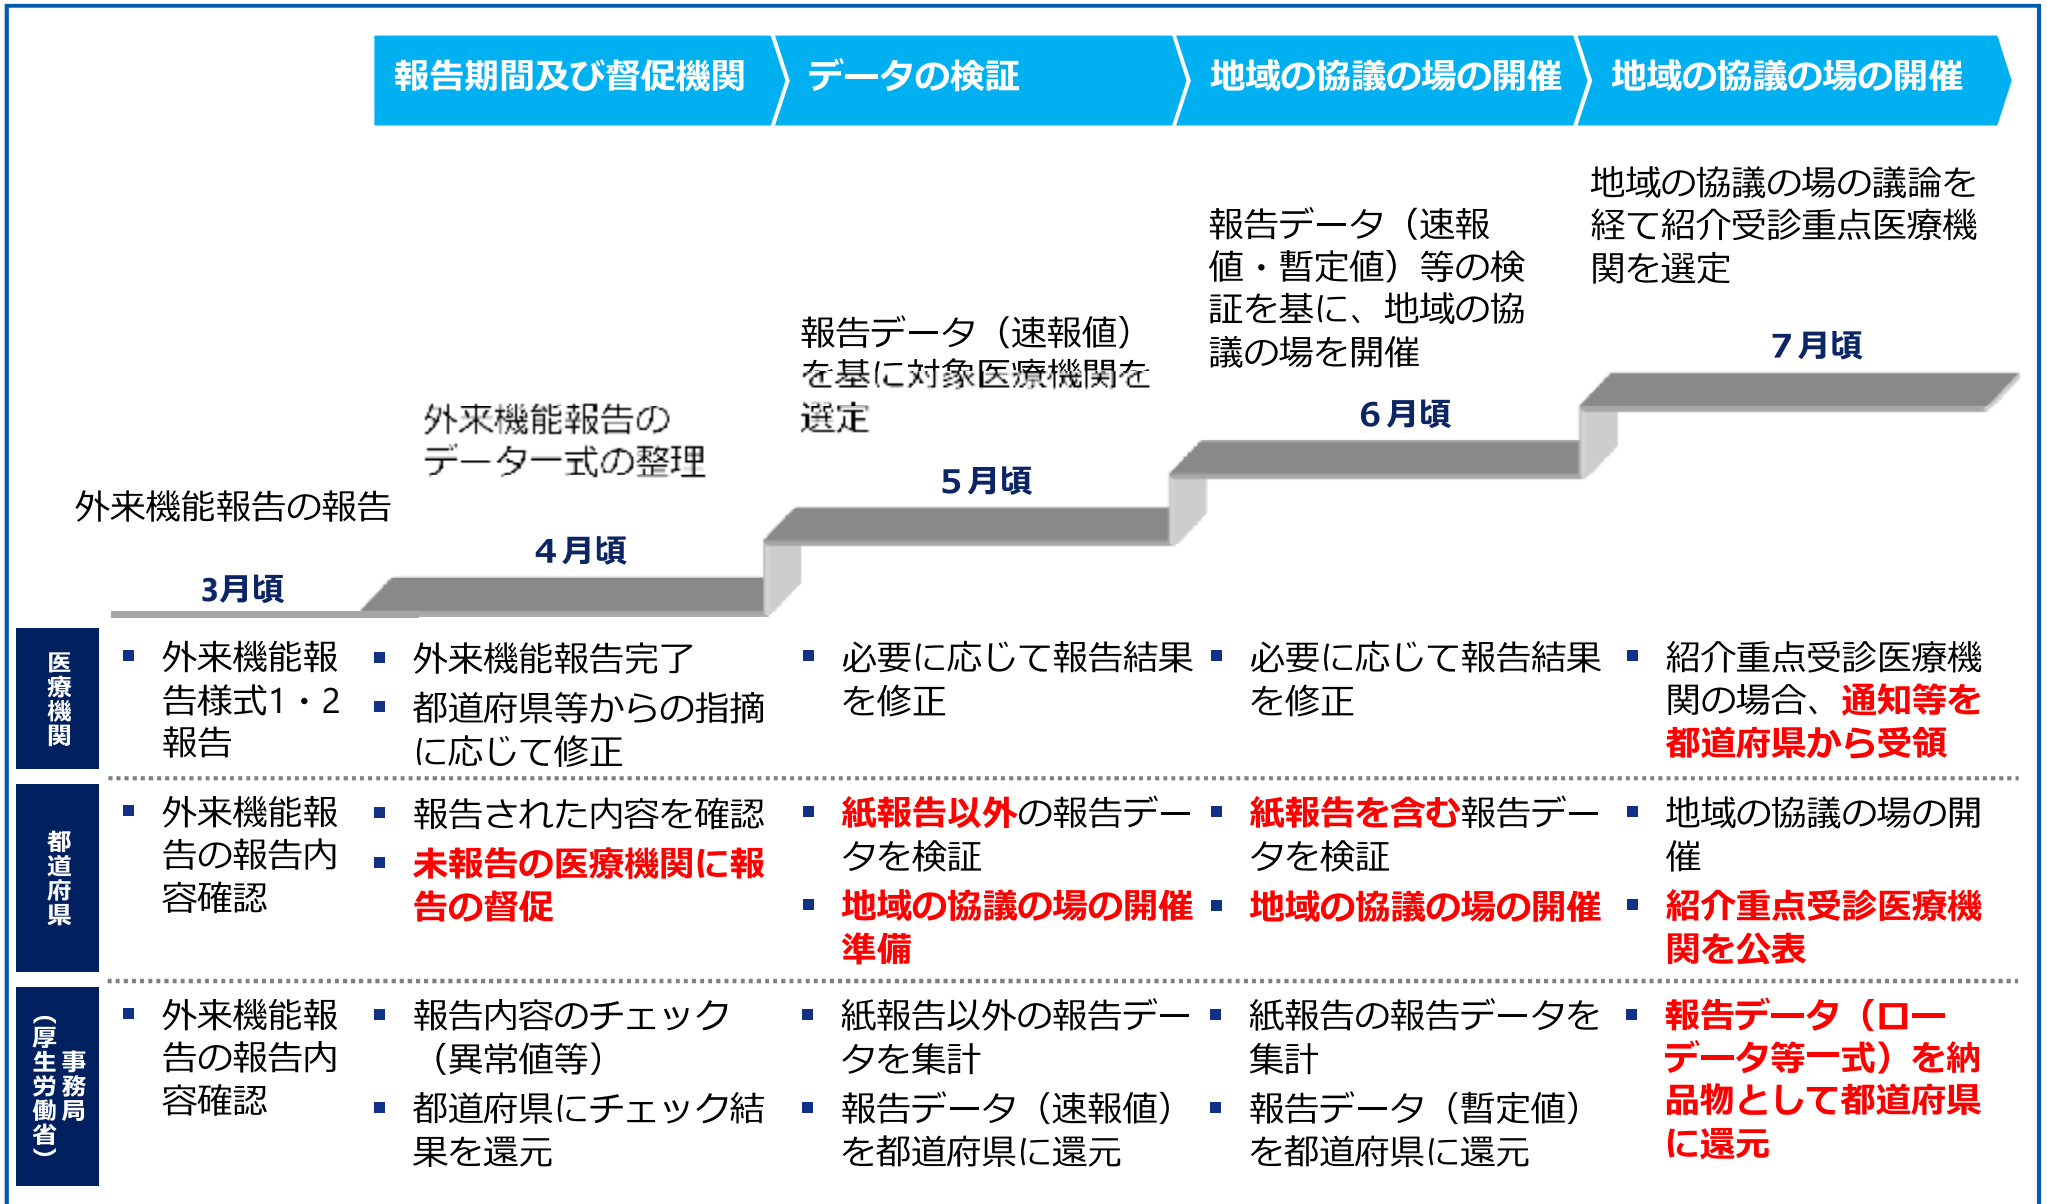 報告期間及び督促機関
データの検証
地域の協議の場の開催
地域の協議の場の開催
外来機能報告の報告
3月頃
外来機能報告の
データ一式の整理
4月頃
報告データ（速報値）
を基に対象医療機関を
選定
5月頃
報告データ（速報
値・暫定値）等の検
証を基に、地域の協
議の場を開催
6月頃
地域の協議の場の議論を
経て紹介受診重点医療機
関を選定
7月頃
医療機関
外来機能報
告様式1・2
報告
外来機能報告完了
都道府県等からの指摘
に応じて修正
必要に応じて報告結果
を修正
必要に応じて報告結果
を修正
紹介重点受診医療機
関の場合、通知等を
都道府県から受領
都道府県
外来機能報
告の報告内
容確認
報告された内容を確認
未報告の医療機関に報
告の督促
紙報告以外の報告デー
タを検証
地域の協議の場の開催
準備
紙報告を含む報告デー
タを検証
地域の協議の場の開催
地域の協議の場の開
催
紹介重点受診医療機
関を公表
事務局
（厚生労働省）
外来機能報
告の報告内
容確認
報告内容のチェック
（異常値等）
都道府県にチェック結
果を還元
紙報告以外の報告デー
タを集計
報告データ（速報値）
を都道府県に還元
紙報告の報告データを
集計
報告データ（暫定値）
を都道府県に還元
報告データ（ロー
データ等一式）を納
品物として都道府県
に還元